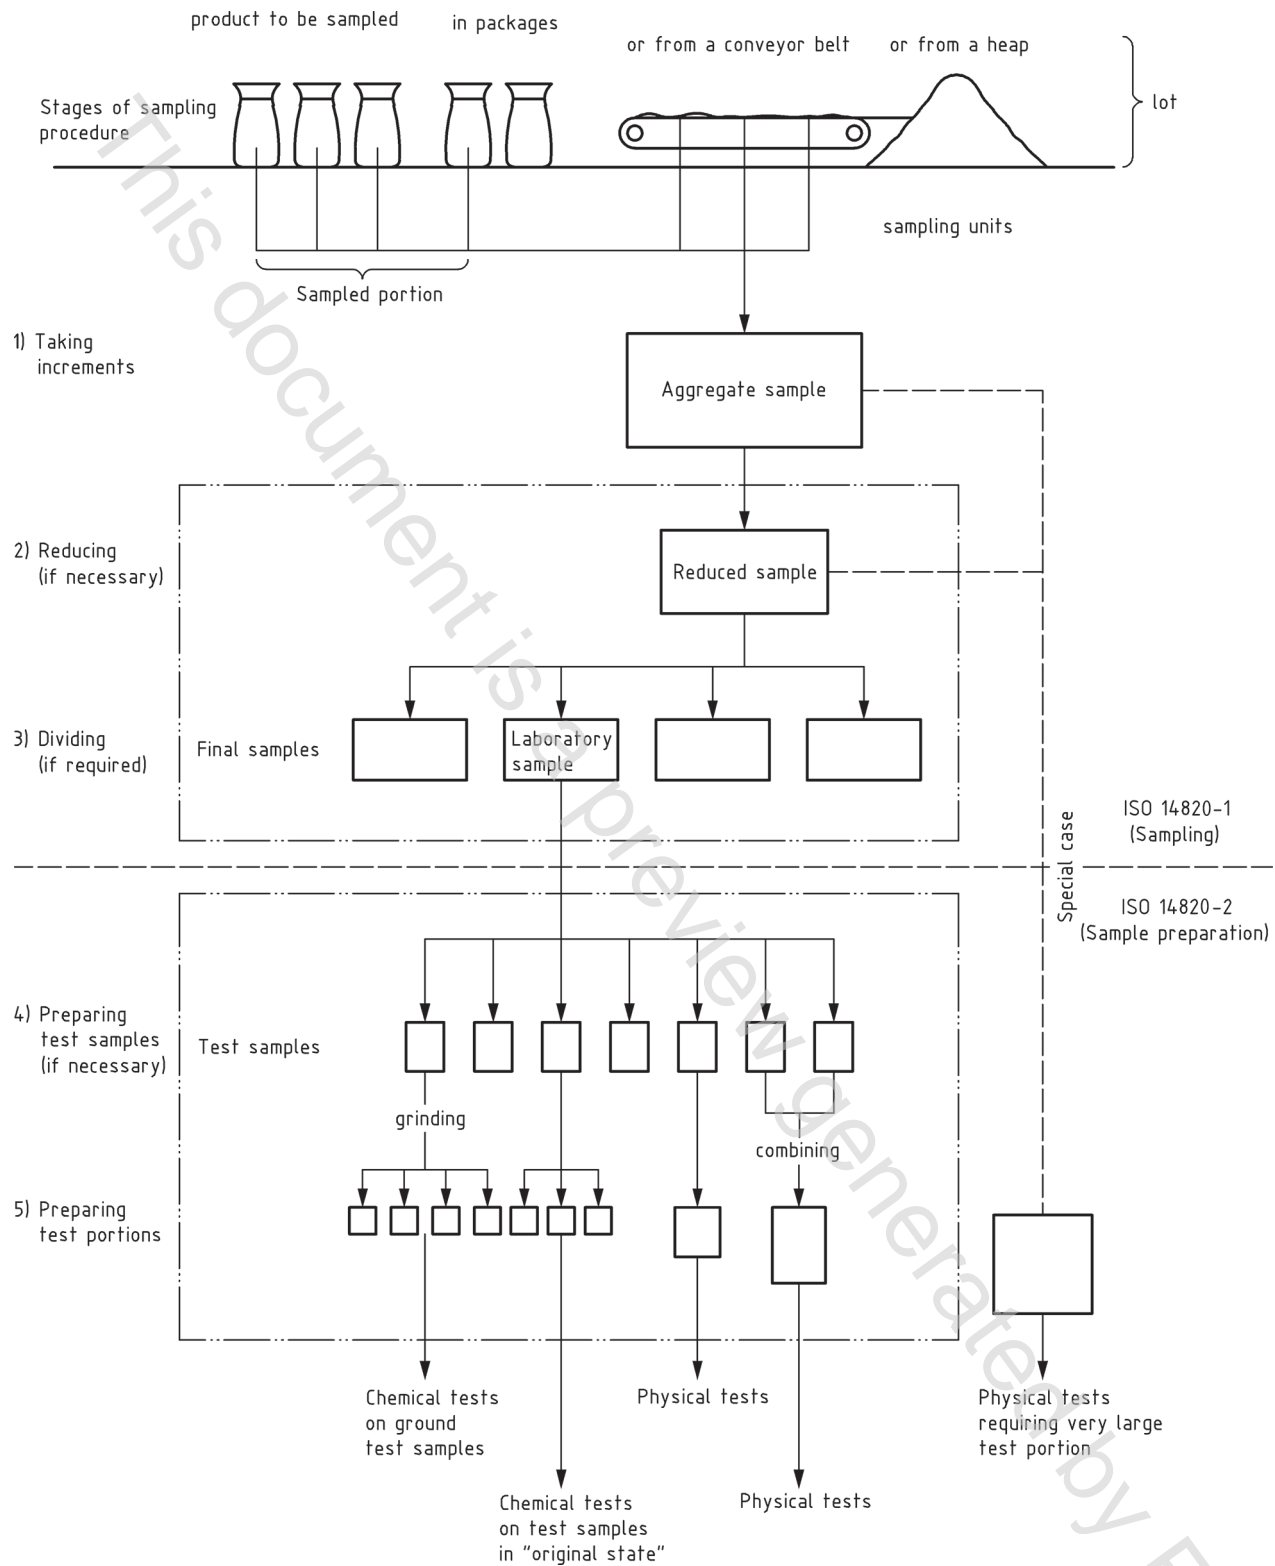 product to be sampled
in packages
or from a conveyor belt
or from a heap
Stages of sampling
procedure
lot
sampling units
Sampled portion
1) Taking
increments
Aggregate sample
2) Reducing
(if necessary)
Reduced sample
3) Dividing
(if required)
Final samples
Laboratory
sample
Special case
ISO 14820-1
(Sampling)
ISO 14820-2
(Sample preparation)
4) Preparing
test samples
(if necessary)
Test samples
grinding
combining
5) Preparing
test portions
Chemical tests
on ground
test samples
Physical tests
Physical tests
requiring very large
test portion
Chemical tests
on test samples
in "original state"
Physical tests
This document is a preview generated by